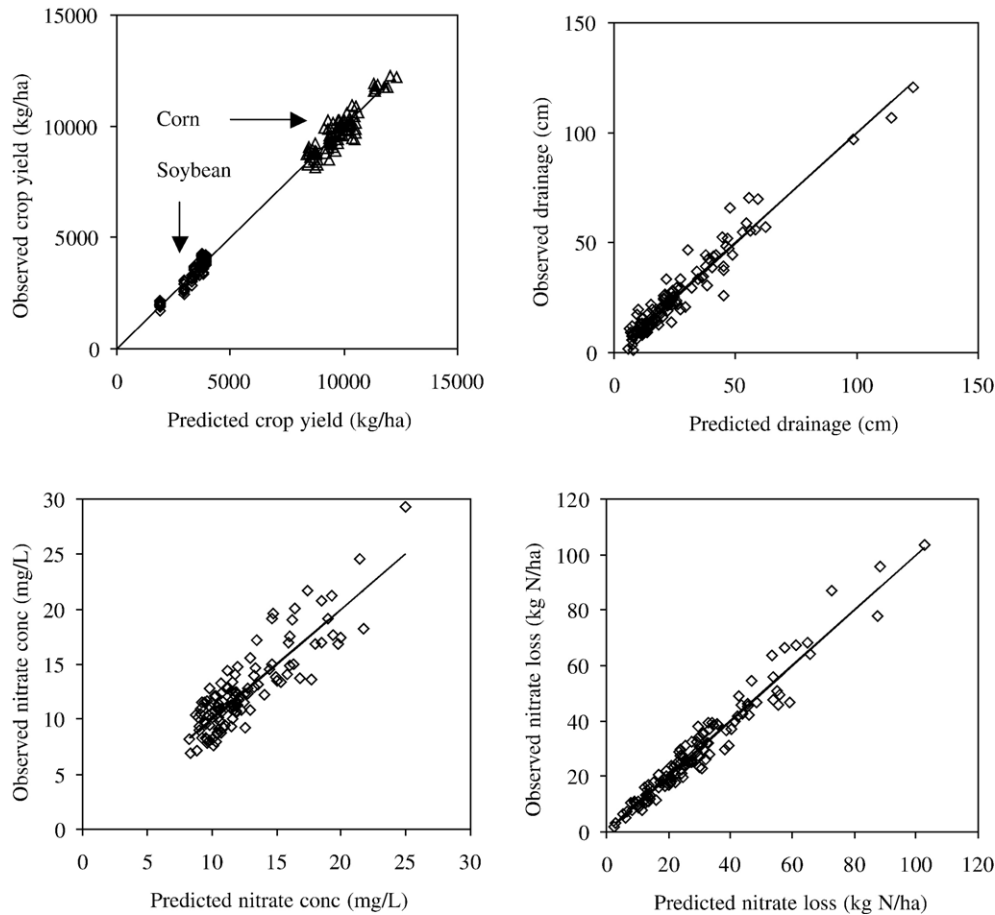 15000
10000
5000
0
Observed crop yield (kg/ha)
Corn
Soybean
0 5000 10000 15000
Predicted crop yield (kg/ha)
150
100
50
0
Observed drainage (cm)
0 50 100 150
Predicted drainage (cm)
30
25
20
15
10
5
0
Observed nitrate conc (mg/L)
0 5 10 15 20 25 30
Predicted nitrate conc (mg/L)
120
100
80
60
40
20
0
Observed nitrate loss (kg N/ha)
0 20 40 60 80 100 120
Predicted nitrate loss (kg N/ha)